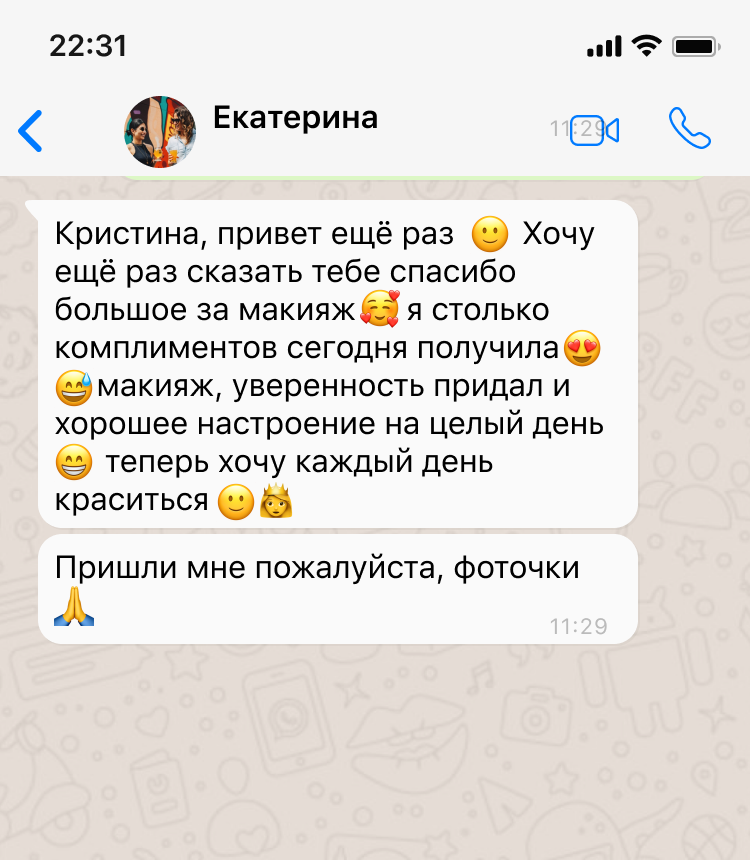 22:31
Екатерина
11:29
Кристина, привет ещё раз 🙂 Хочу
ещё раз сказать тебе спасибо
большое за макияж🥰 я столько
комплиментов сегодня получила😍
😅макияж, уверенность придал и
хорошее настроение на целый день
😁 теперь хочу каждый день
краситься 🙂👸
Пришли мне пожалуйста, фоточки
🙏
11:29